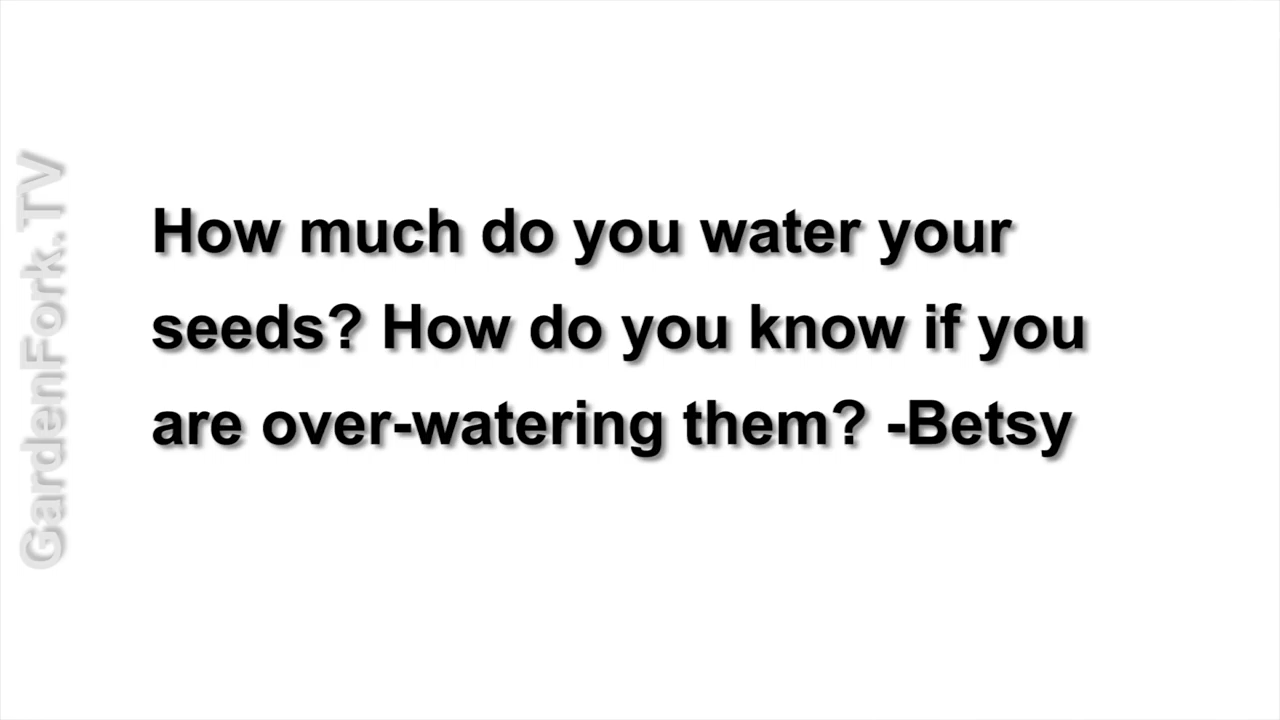 GardenFork.TV
How much do you water your
seeds? How do you know if you
are over-watering them? -Betsy